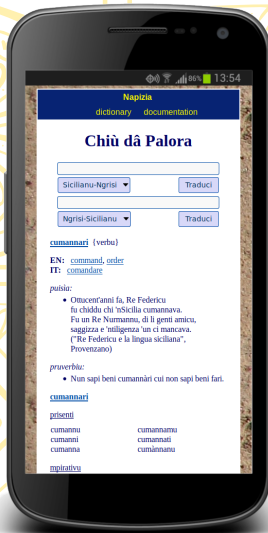 86% 13:54
Napizia
dictionary documentation
Chiù dâ Palora
Sicilianu-Ngrisi Traduci
Ngrisi-Sicilianu Traduci
cumannari {verbu}
EN: command, order
IT: comandare
puisia:
• Ottucent'anni fa, Re Federicu
fu chiddu chi 'nSicilia cumannava.
Fu un Re Nurmannu, di li genti amicu,
saggizza e 'ntiligenza 'un ci mancava.
("Re Federicu e la lingua siciliana",
Provenzano)
pruverbiu:
• Nun sapi beni cumannàri cui non sapi beni fari.
cumannari
prisenti
cumannu cumannamu
cumanni cumannati
cumanna cumànnanu
mpirativu